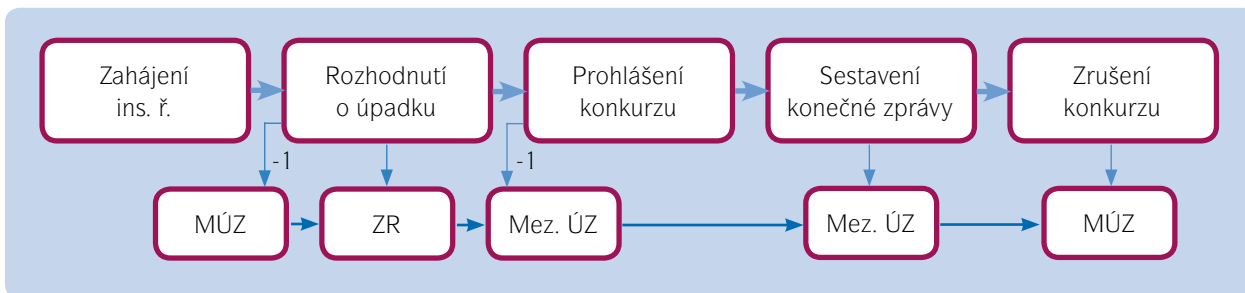 Zahájení
ins. ř.
Rozhodnutí
o úpadku
Prohlášení
konkurzu
Sestavení
konečné zprávy
Zrušení
konkurzu
-1
-1
MÚZ
ZR
Mez. ÚZ
Mez. ÚZ
MÚZ